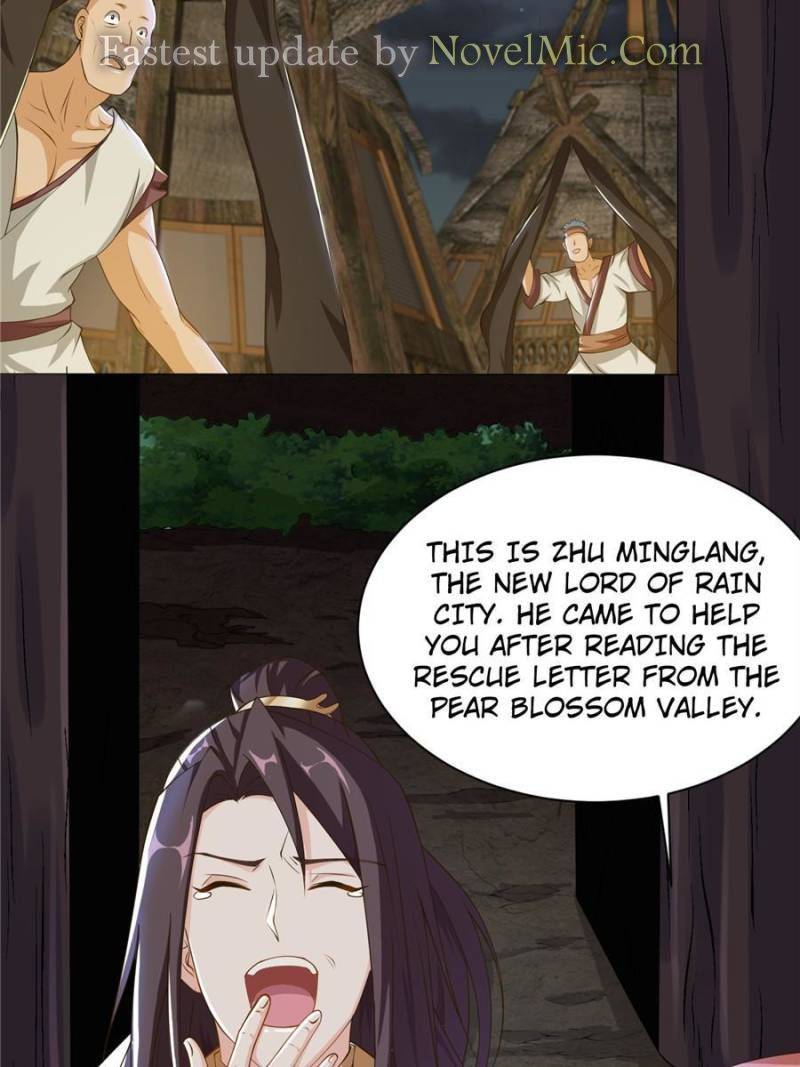 Fastest update by NovelMic.Com
THIS IS ZHU MINGLANG,
THE NEW LORD OF RAIN
CITY. HE CAME TO HELP
YOU AFTER READING THE
RESCUE LETTER FROM THE
PEAR BLOSSOM VALLEY.